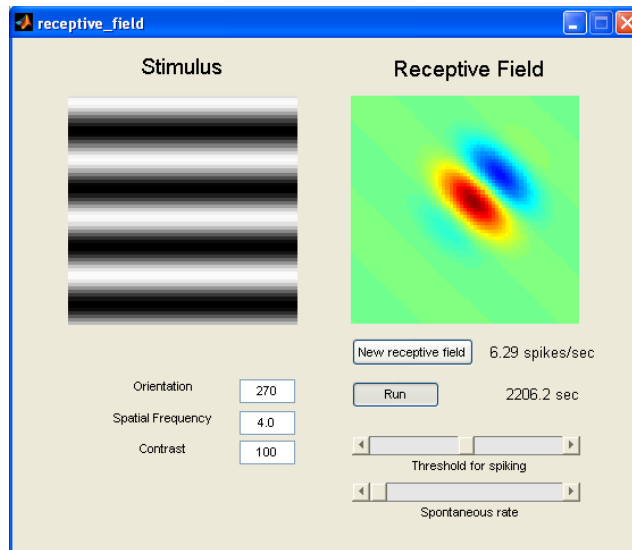 receptive_field
Stimulus
Receptive Field
New receptive field
6.29 spikes/sec
Orientation
270
Run
2206.2 sec
Spatial Frequency
4.0
Contrast
100
Threshold for spiking
Spontaneous rate